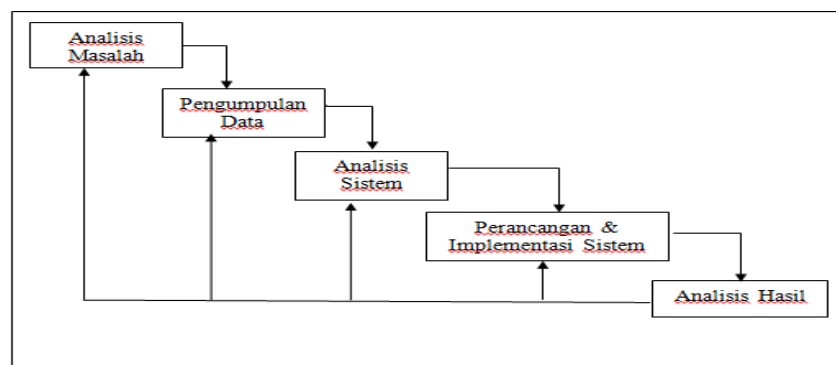 Analisis
Masalah
Pengumpulan
Data
Analisis
Sistem
Perancangan &
Implementasi Sistem
Analisis Hasil